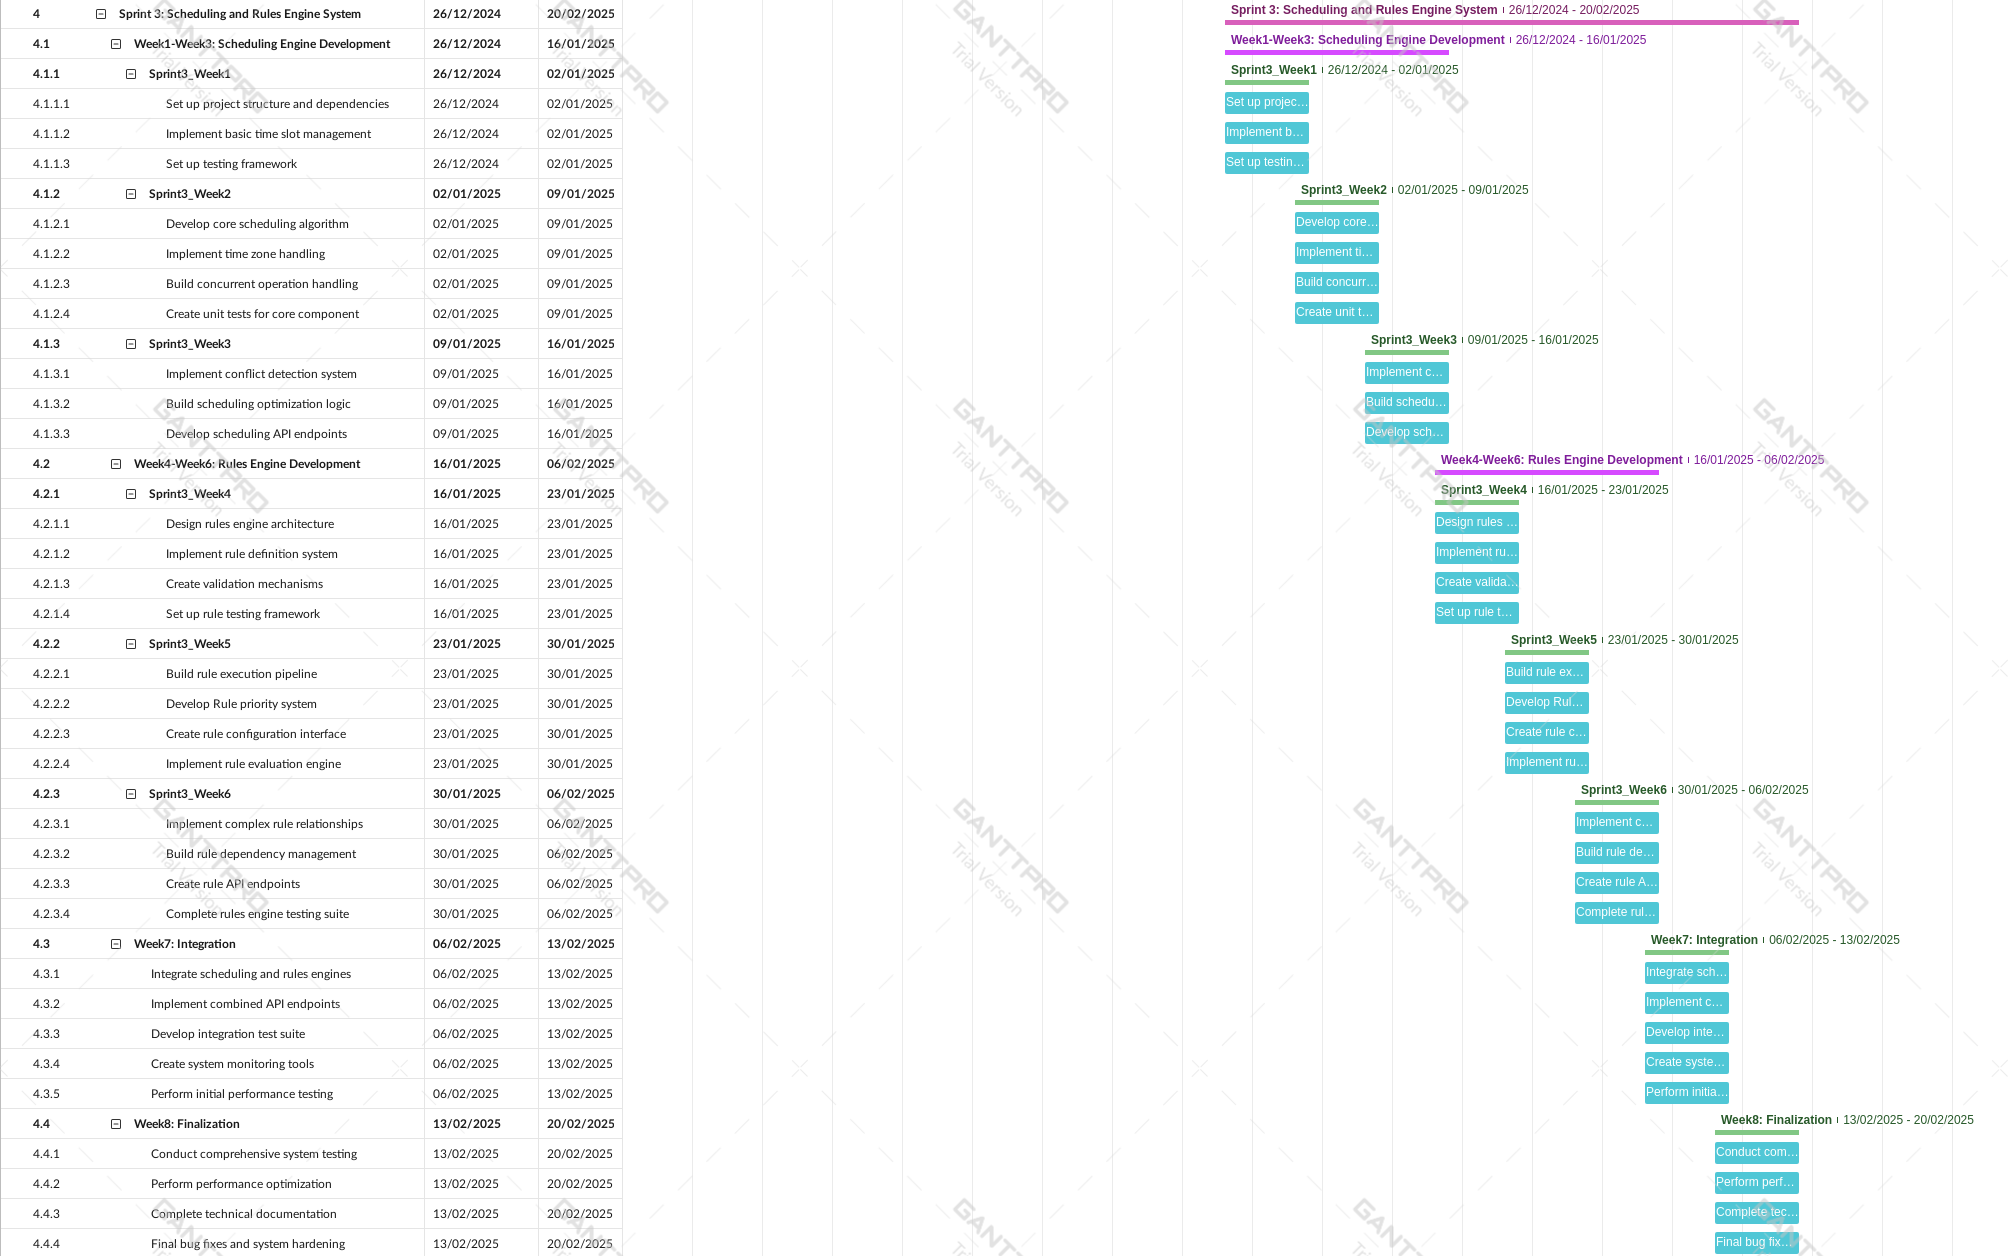 4 Sprint 3: Scheduling and Rules Engine System 26/12/2024 20/02/2025 Sprint 3: Scheduling and Rules Engine System 26/12/2024 - 20/02/2025
4.1 Week1-Week3: Scheduling Engine Development 26/12/2024 16/01/2025 Week1-Week3: Scheduling Engine Development 26/12/2024 - 16/01/2025
4.1.1 Sprint3_Week1 26/12/2024 02/01/2025 Sprint3_Week1 26/12/2024 - 02/01/2025
4.1.1.1 Set up project structure and dependencies 26/12/2024 02/01/2025 Set up projec...
4.1.1.2 Implement basic time slot management 26/12/2024 02/01/2025 Implement b...
4.1.1.3 Set up testing framework 26/12/2024 02/01/2025 Set up testin...
4.1.2 Sprint3_Week2 02/01/2025 09/01/2025 Sprint3_Week2 02/01/2025 - 09/01/2025
4.1.2.1 Develop core scheduling algorithm 02/01/2025 09/01/2025 Develop core...
4.1.2.2 Implement time zone handling 02/01/2025 09/01/2025 Implement ti...
4.1.2.3 Build concurrent operation handling 02/01/2025 09/01/2025 Build concurr...
4.1.2.4 Create unit tests for core component 02/01/2025 09/01/2025 Create unit t...
4.1.3 Sprint3_Week3 09/01/2025 16/01/2025 Sprint3_Week3 09/01/2025 - 16/01/2025
4.1.3.1 Implement conflict detection system 09/01/2025 16/01/2025 Implement c...
4.1.3.2 Build scheduling optimization logic 09/01/2025 16/01/2025 Build schedu...
4.1.3.3 Develop scheduling API endpoints 09/01/2025 16/01/2025 Develop sch...
4.2 Week4-Week6: Rules Engine Development 16/01/2025 06/02/2025 Week4-Week6: Rules Engine Development 16/01/2025 - 06/02/2025
4.2.1 Sprint3_Week4 16/01/2025 23/01/2025 Sprint3_Week4 16/01/2025 - 23/01/2025
4.2.1.1 Design rules engine architecture 16/01/2025 23/01/2025 Design rules ...
4.2.1.2 Implement rule definition system 16/01/2025 23/01/2025 Implement ru...
4.2.1.3 Create validation mechanisms 16/01/2025 23/01/2025 Create valida...
4.2.1.4 Set up rule testing framework 16/01/2025 23/01/2025 Set up rule t...
4.2.2 Sprint3_Week5 23/01/2025 30/01/2025 Sprint3_Week5 23/01/2025 - 30/01/2025
4.2.2.1 Build rule execution pipeline 23/01/2025 30/01/2025 Build rule ex...
4.2.2.2 Develop Rule priority system 23/01/2025 30/01/2025 Develop Rul...
4.2.2.3 Create rule configuration interface 23/01/2025 30/01/2025 Create rule c...
4.2.2.4 Implement rule evaluation engine 23/01/2025 30/01/2025 Implement ru...
4.2.3 Sprint3_Week6 30/01/2025 06/02/2025 Sprint3_Week6 30/01/2025 - 06/02/2025
4.2.3.1 Implement complex rule relationships 30/01/2025 06/02/2025 Implement c...
4.2.3.2 Build rule dependency management 30/01/2025 06/02/2025 Build rule de...
4.2.3.3 Create rule API endpoints 30/01/2025 06/02/2025 Create rule A...
4.2.3.4 Complete rules engine testing suite 30/01/2025 06/02/2025 Complete rul...
4.3 Week7: Integration 06/02/2025 13/02/2025 Week7: Integration 06/02/2025 - 13/02/2025
4.3.1 Integrate scheduling and rules engines 06/02/2025 13/02/2025 Integrate sch...
4.3.2 Implement combined API endpoints 06/02/2025 13/02/2025 Implement c...
4.3.3 Develop integration test suite 06/02/2025 13/02/2025 Develop inte...
4.3.4 Create system monitoring tools 06/02/2025 13/02/2025 Create syste...
4.3.5 Perform initial performance testing 06/02/2025 13/02/2025 Perform initia...
4.4 Week8: Finalization 13/02/2025 20/02/2025 Week8: Finalization 13/02/2025 - 20/02/2025
4.4.1 Conduct comprehensive system testing 13/02/2025 20/02/2025 Conduct com...
4.4.2 Perform performance optimization 13/02/2025 20/02/2025 Perform perf...
4.4.3 Complete technical documentation 13/02/2025 20/02/2025 Complete tec...
4.4.4 Final bug fixes and system hardening 13/02/2025 20/02/2025 Final bug fix...
GANTTPRO
Trial Version